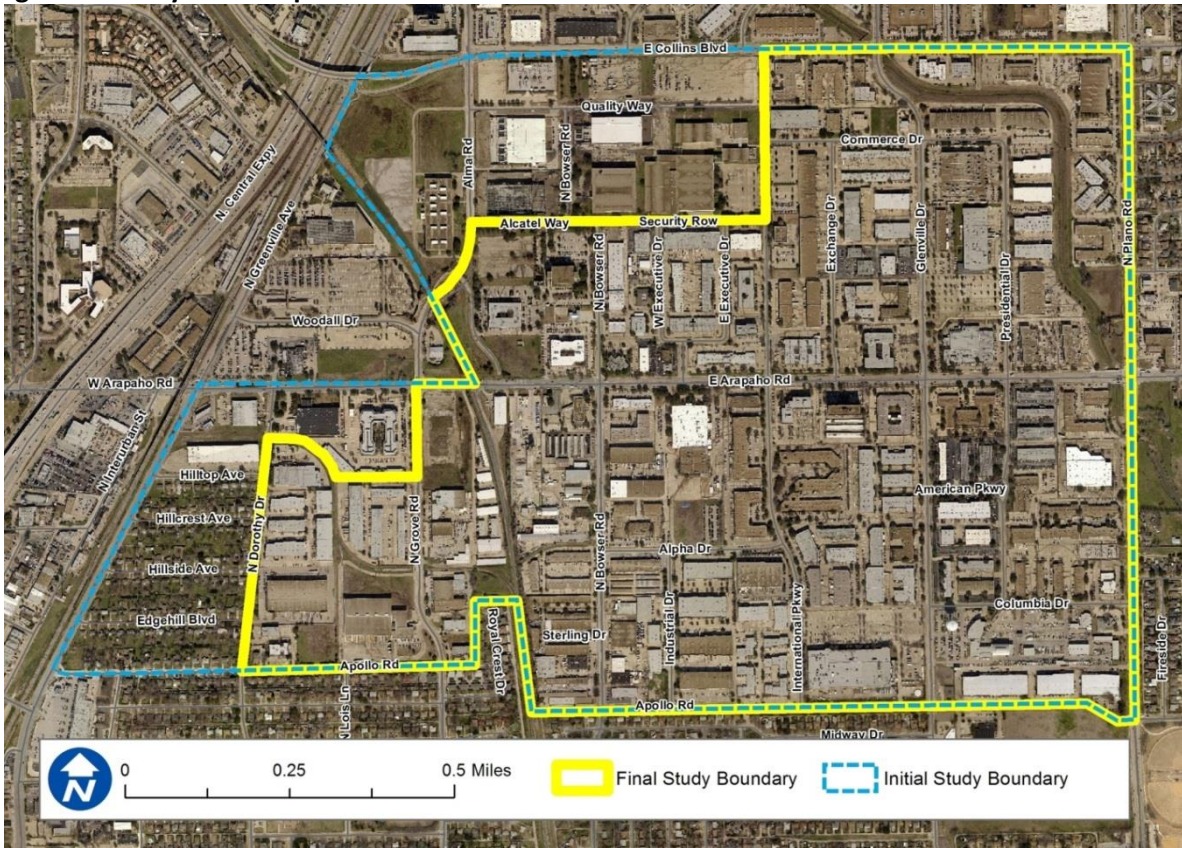 E Collins Blvd
Quality Way
N Bowser Rd
Alma Rd
Commerce Dr
N. Central Expy
N Greenville Ave
Alcatel Way
Security Row
N Bowser Rd
W Executive Dr
E Executive Dr
Exchange Dr
Glenville Dr
Presidential Dr
N Plano Rd
Woodall Dr
W Arapaho Rd
E Arapaho Rd
N Interurban St
Hilltop Ave
Hillcrest Ave
Hillside Ave
Edgehill Blvd
N Dorothy Dr
N Grove Rd
American Pkwy
N Bowser Rd
Alpha Dr
International Pkwy
Columbia Dr
Royal Crest Dr
Sterling Dr
Industrial Dr
Fireside Dr
Apollo Rd
N Lois Ln
Apollo Rd
Midway Dr
N
0
0.25
0.5 Miles
Final Study Boundary
Initial Study Boundary